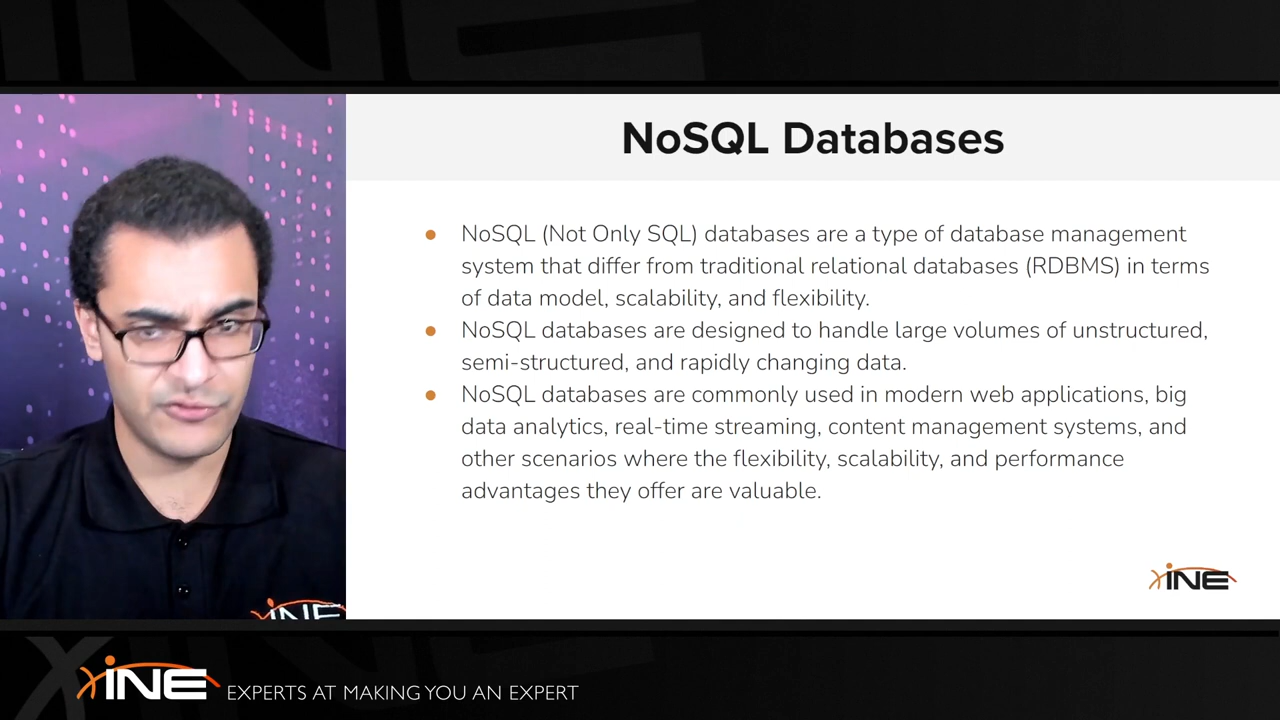 NoSQL Databases
NoSQL (Not Only SQL) databases are a type of database management
system that differ from traditional relational databases (RDBMS) in terms
of data model, scalability, and flexibility.
NoSQL databases are designed to handle large volumes of unstructured,
semi-structured, and rapidly changing data.
NoSQL databases are commonly used in modern web applications, big
data analytics, real-time streaming, content management systems, and
other scenarios where the flexibility, scalability, and performance
advantages they offer are valuable.
iNE
iNE
iNE EXPERTS AT MAKING YOU AN EXPERT